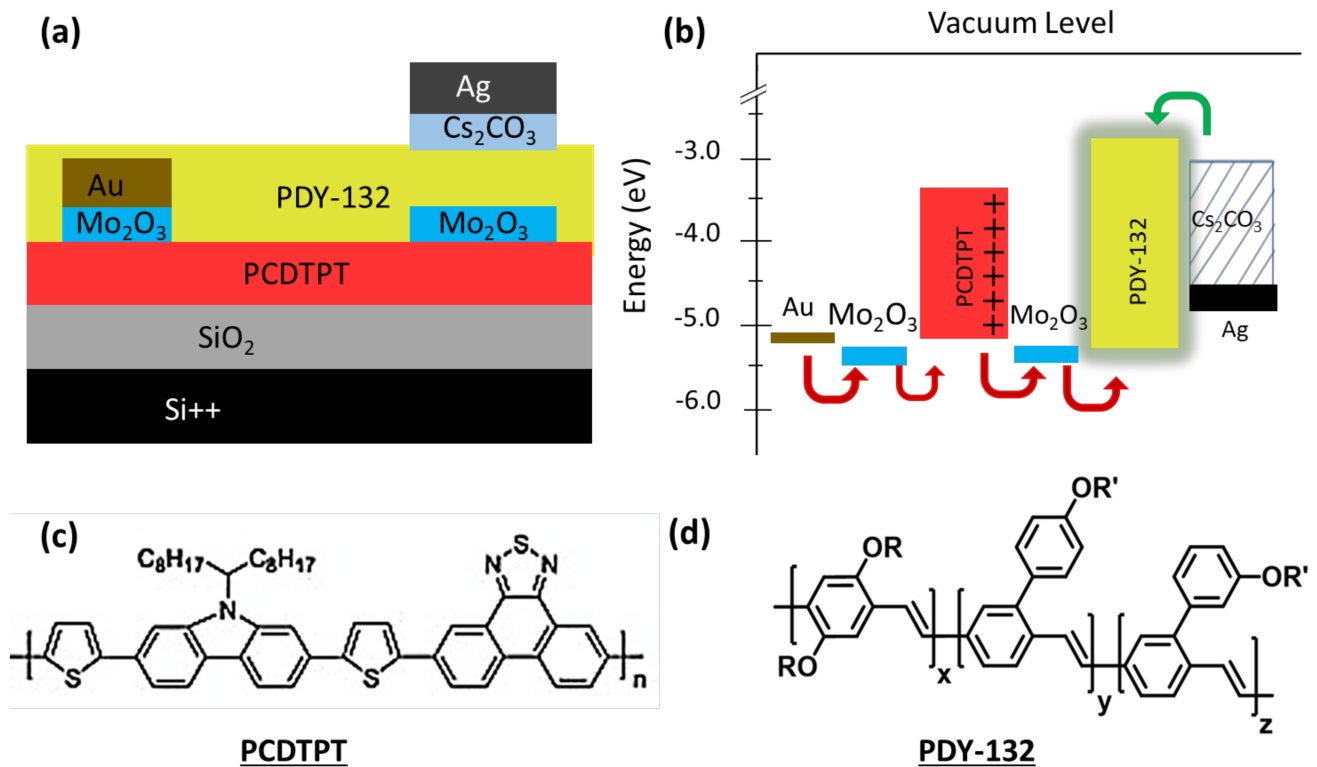 (a)
Ag
Cs₂CO₃
Au
PDY-132
Mo₂O₃
Mo₂O₃
PCDTPT
SiO₂
Si++
(b)
Vacuum Level
Energy (eV)
-3.0
-4.0
-5.0
-6.0
Au
Mo₂O₃
PCDTPT
++++++
Mo₂O₃
PDY-132
Cs₂CO₃
Ag
(c)
C₈H₁₇
C₈H₁₇
N
S
S
N
S
N
n
PCDTPT
(d)
OR
RO
x
OR'
y
OR'
z
PDY-132